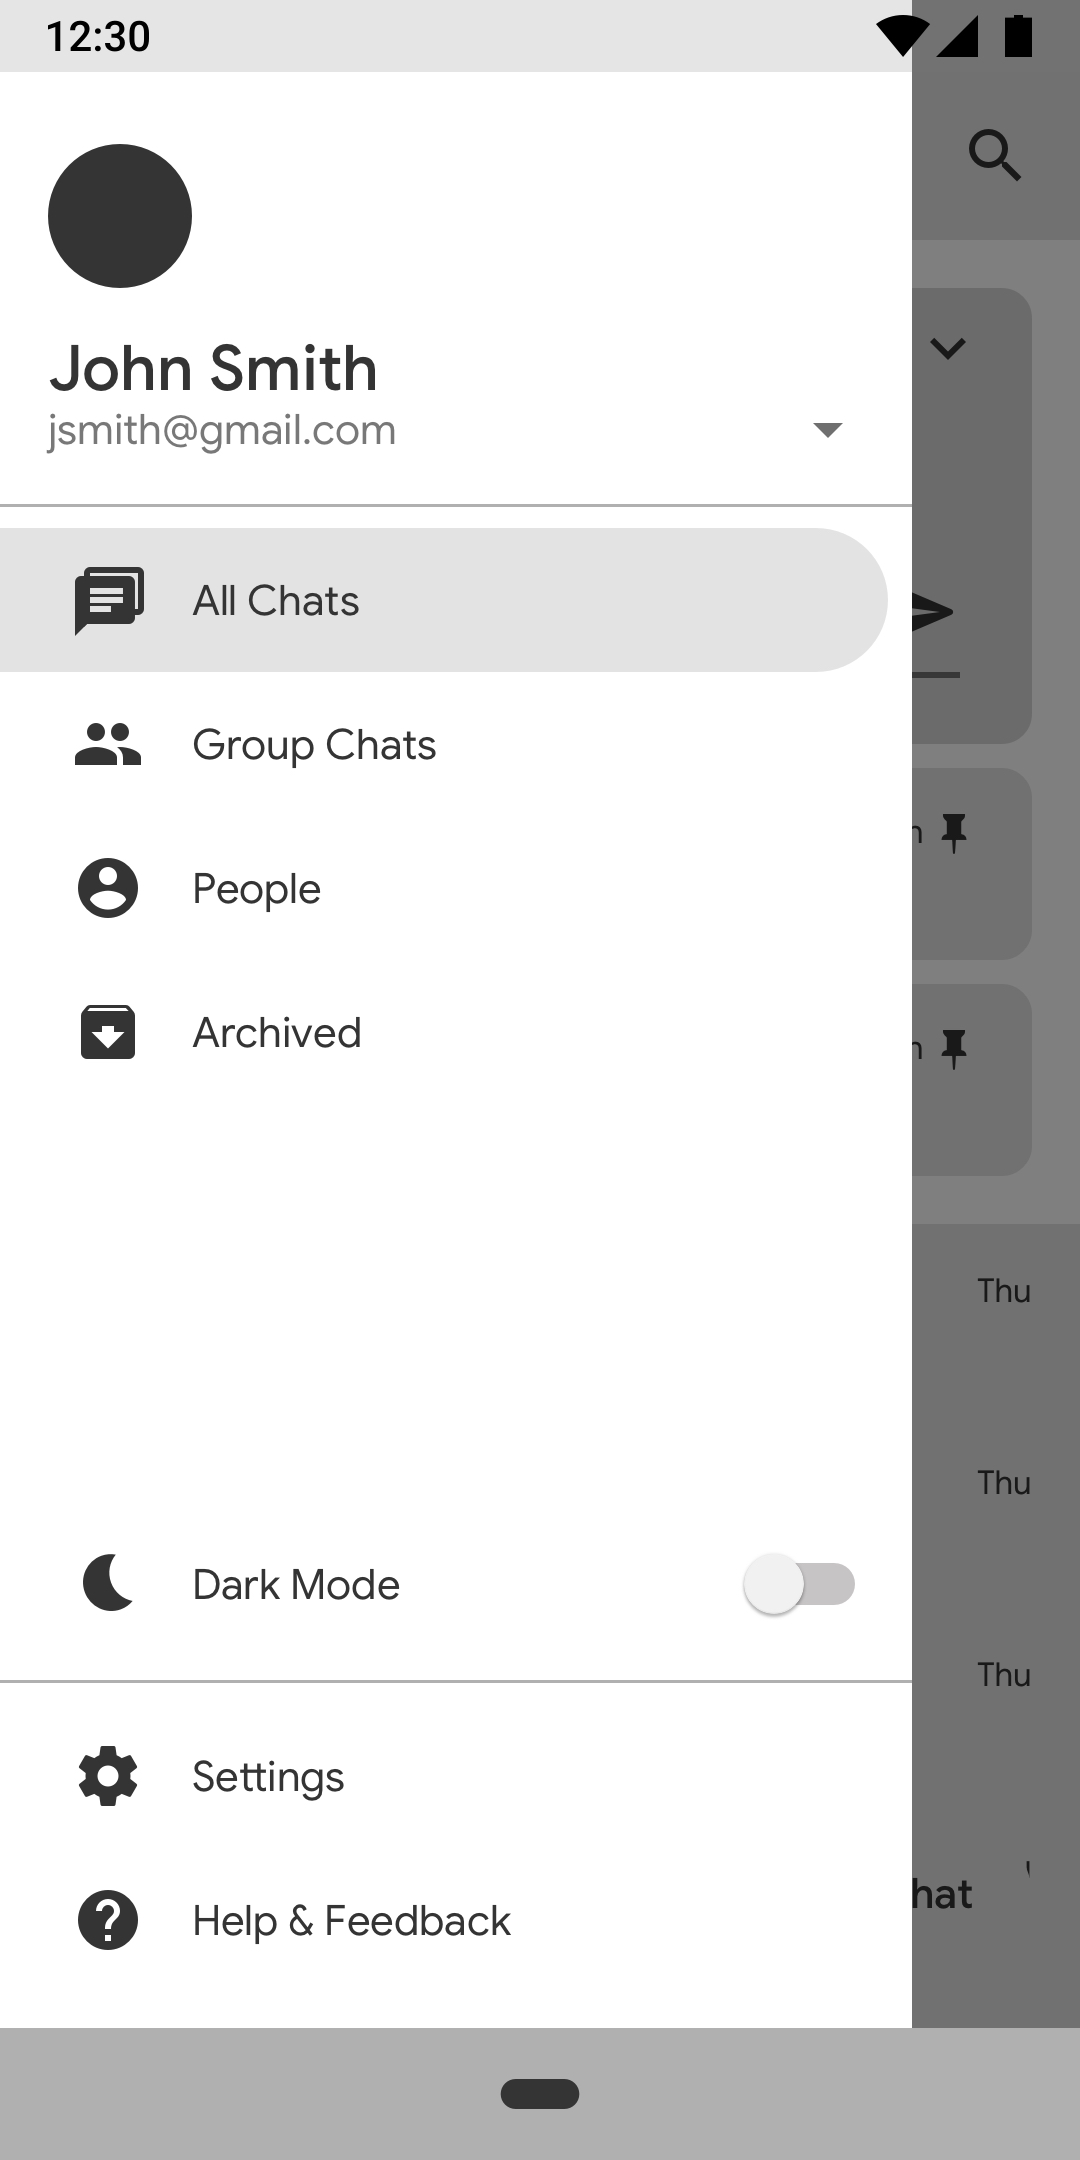 12:30
John Smith
jsmith@gmail.com
All Chats
Group Chats
People
Archived
Thu
Thu
Dark Mode
Thu
Settings
hat
Help & Feedback